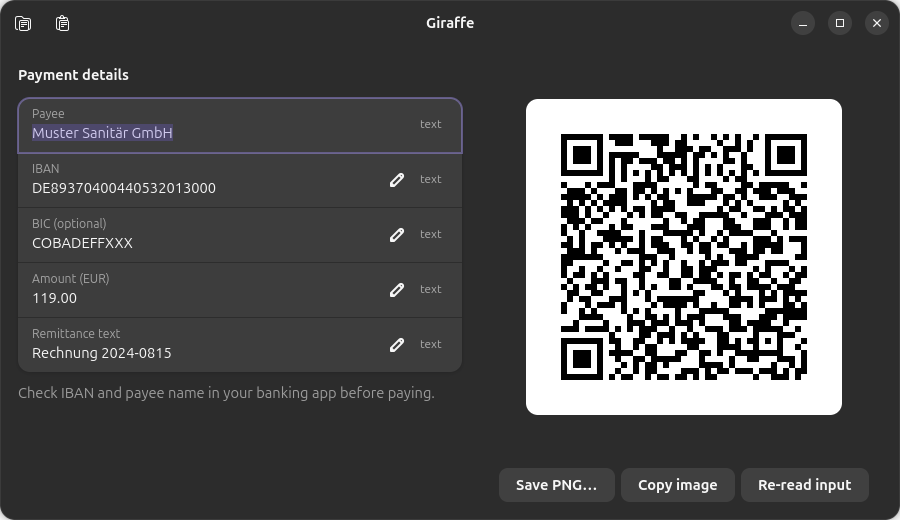 Giraffe
Payment details
Payee
Muster Sanitär GmbH
text
IBAN
DE89370400440532013000
text
BIC (optional)
COBADEFFXXX
text
Amount (EUR)
119.00
text
Remittance text
Rechnung 2024-0815
text
Check IBAN and payee name in your banking app before paying.
Save PNG...
Copy image
Re-read input